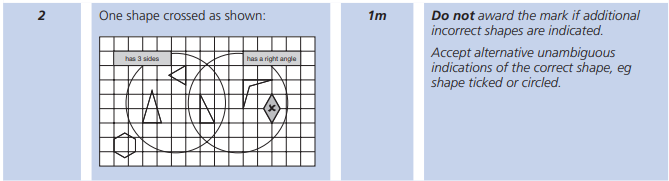 2
One shape crossed as shown:
has 3 sides
has a right angle
1m
Do not award the mark if additional
incorrect shapes are indicated.
Accept alternative unambiguous
indications of the correct shape, eg
shape ticked or circled.